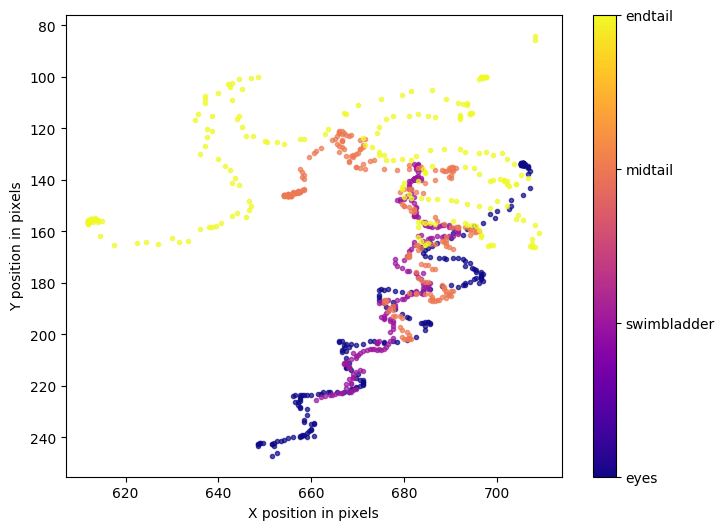 80
100
120
140
160
180
200
220
240
Y position in pixels
620
640
660
680
700
X position in pixels
endtail
midtail
swimbladder
eyes